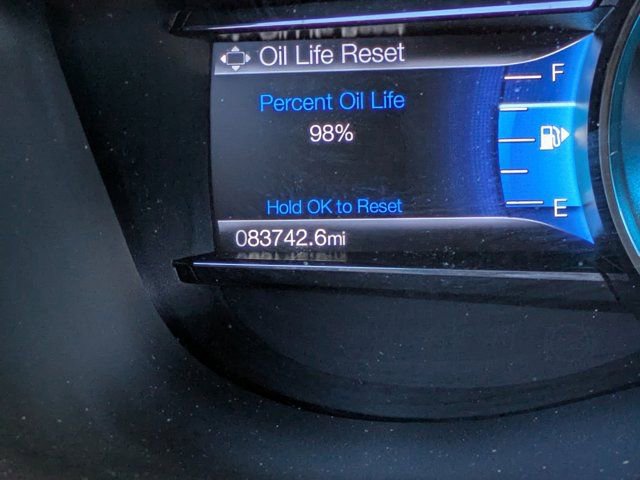 Oil Life Reset
F
Percent Oil Life
98%
Hold OK to Reset
E
083742.6mi